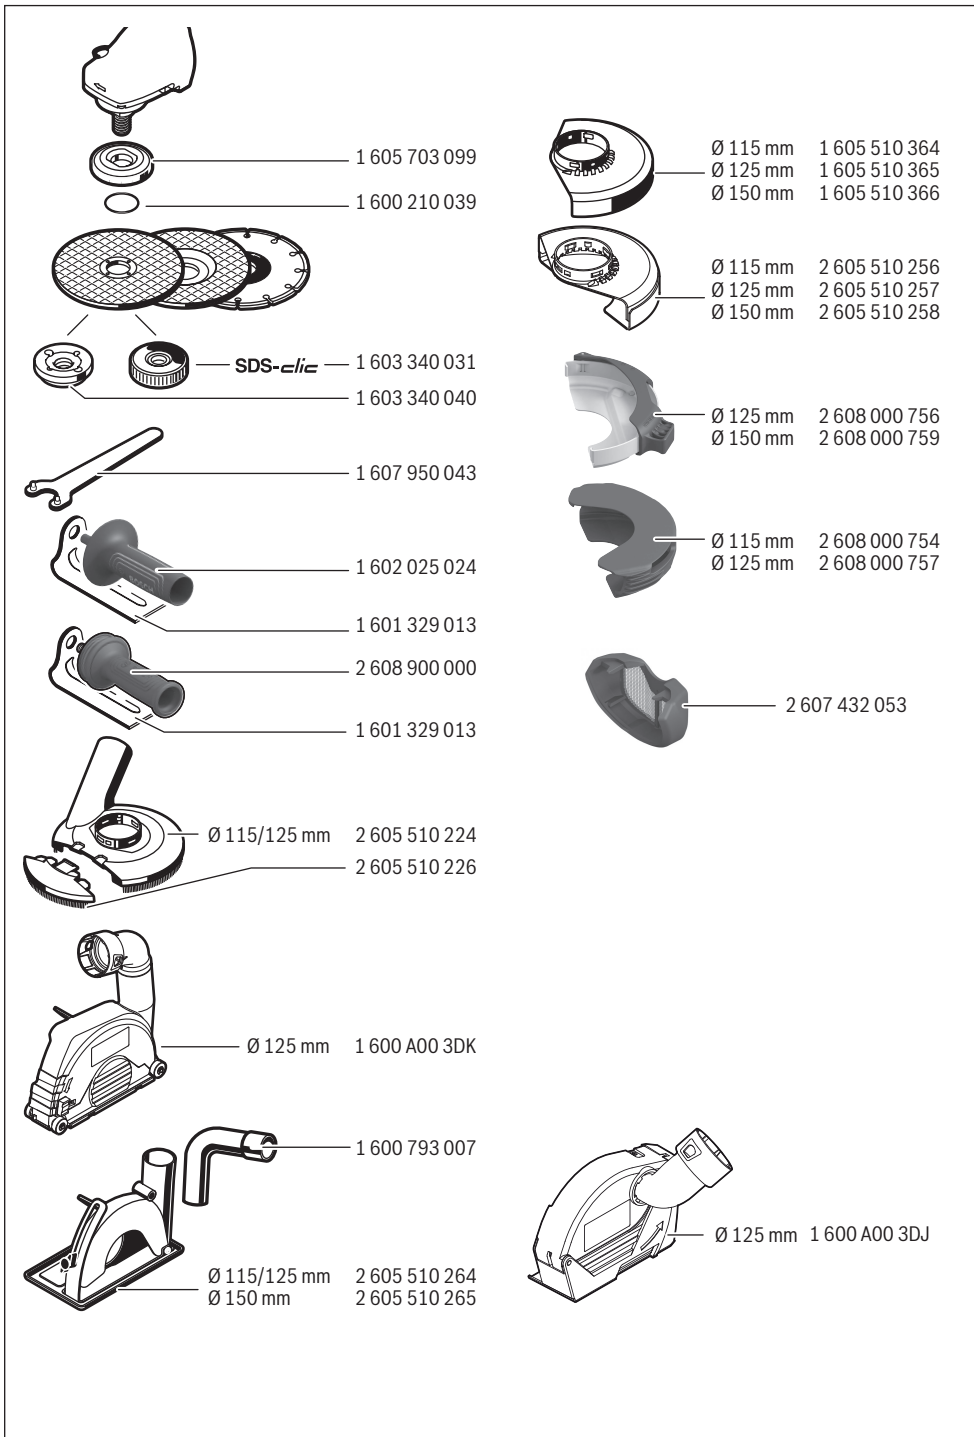 1 605 703 099
1 600 210 039
SDS-clic 1 603 340 031
1 603 340 040
1 607 950 043
1 602 025 024
1 601 329 013
2 608 900 000
1 601 329 013
Ø 115/125 mm 2 605 510 224
2 605 510 226
Ø 125 mm 1 600 A00 3DK
1 600 793 007
Ø 115/125 mm 2 605 510 264
Ø 150 mm 2 605 510 265
Ø 115 mm 1 605 510 364
Ø 125 mm 1 605 510 365
Ø 150 mm 1 605 510 366
Ø 115 mm 2 605 510 256
Ø 125 mm 2 605 510 257
Ø 150 mm 2 605 510 258
Ø 125 mm 2 608 000 756
Ø 150 mm 2 608 000 759
Ø 115 mm 2 608 000 754
Ø 125 mm 2 608 000 757
2 607 432 053
Ø 125 mm 1 600 A00 3DJ